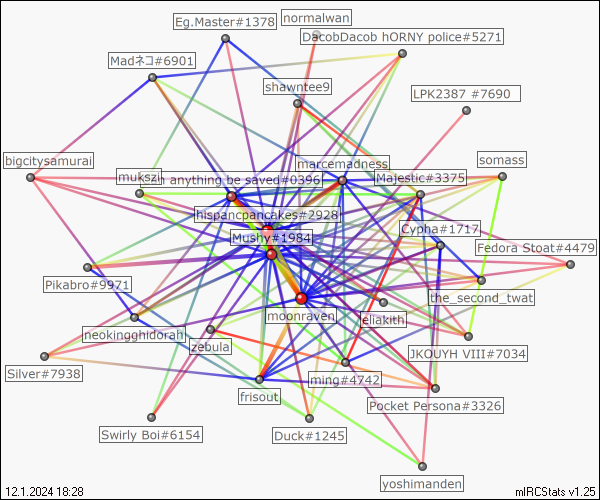 normalwan
Eg.Master#1378
DacobDacob hORNY police#5271
Madネコ#6901
shawntee9
LPK2387 #7690
bigcitysamurai
marcemadness
somass
mukszi
an anything be saved#0396
Majestic#3375
hispancpancakes#2928
Cypha#1717
Mushy#1984
Fedora Stoat#4479
Pikabro#9971
the_second_twat
moonraven
eliakith
neokingghidorah
zebula
JKOUYH VIII#7034
Silver#7938
ming#4742
frisout
Pocket Persona#3326
Swirly Boi#6154
Duck#1245
yoshimanden
12.1.2024 18:28
mIRCStats v1.25